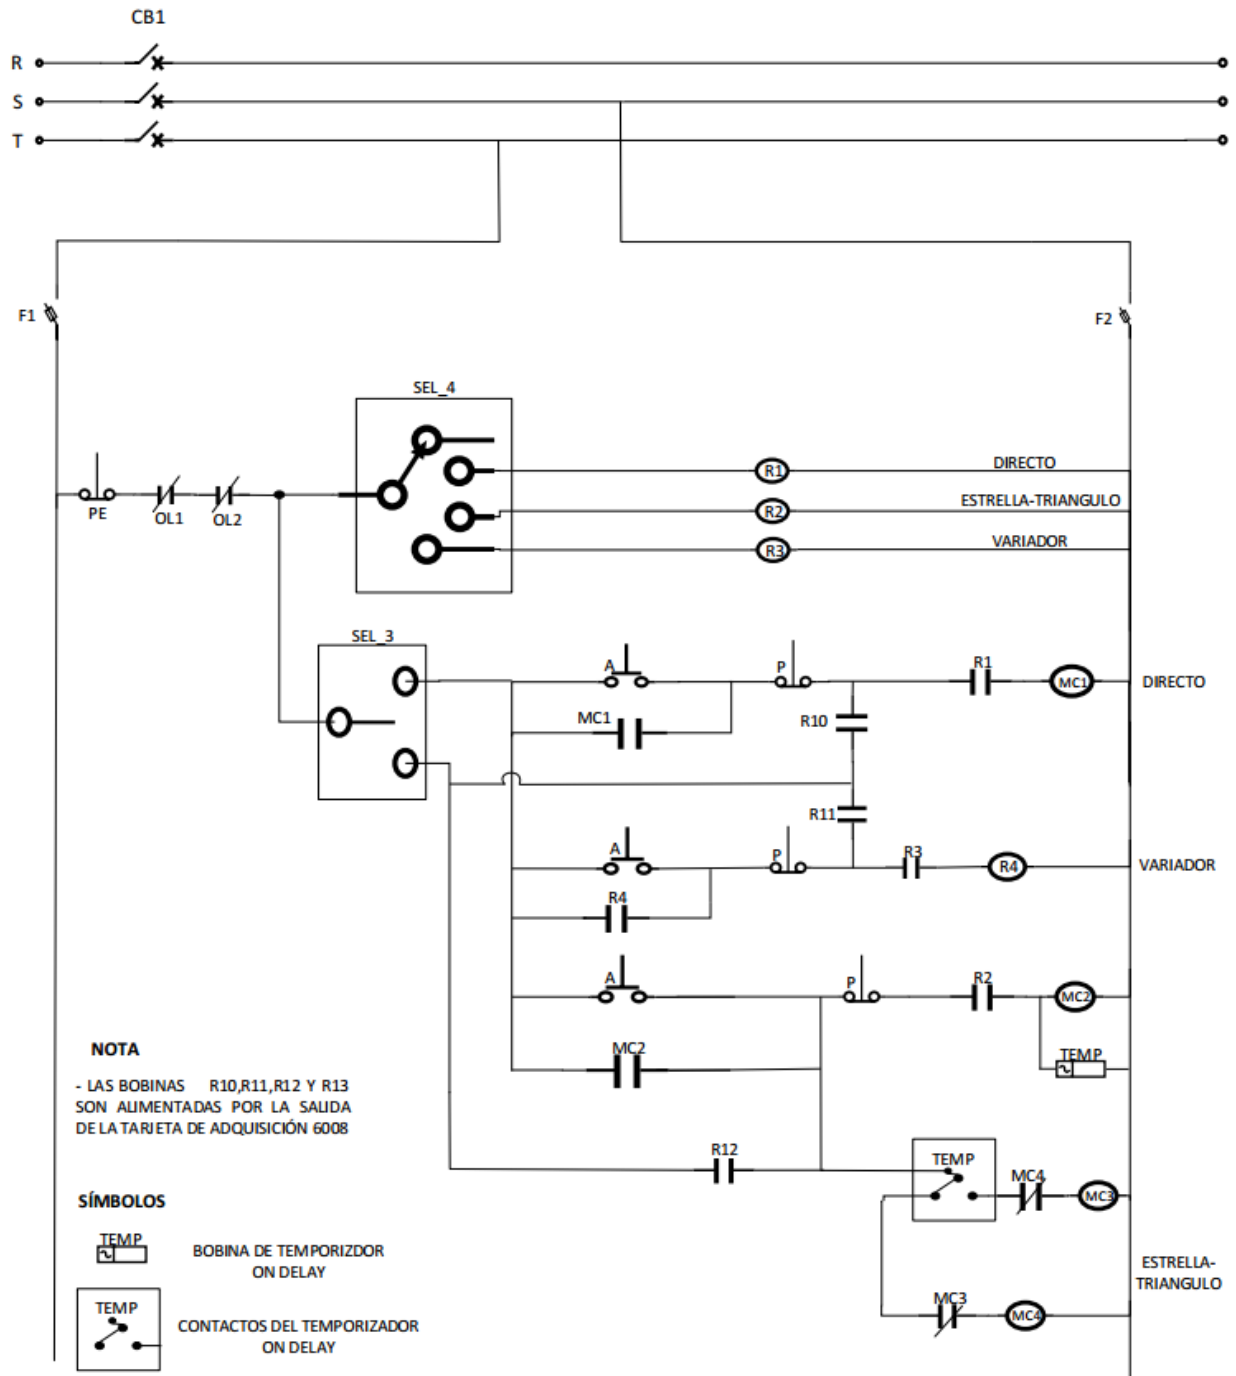 CB1
R
S
T
F1
F2
SEL_4
R1
DIRECTO
R2
ESTRELLA-TRIANGULO
R3
VARIADOR
PE
OL1
OL2
SEL_3
A
P
R1
MC1
DIRECTO
MC1
R10
R11
A
P
R3
R4
VARIADOR
R4
A
P
R2
MC2
MC2
TEMP
NOTA
- LAS BOBINAS R10,R11,R12 Y R13
SON ALIMENTADAS POR LA SALIDA
DE LA TARJETA DE ADQUISICIÓN 6008
R12
TEMP
MC4
MC3
SÍMBOLOS
TEMP
BOBINA DE TEMPORIZDOR
ON DELAY
ESTRELLA-
TRIANGULO
MC3
MC4
TEMP
CONTACTOS DEL TEMPORIZADOR
ON DELAY